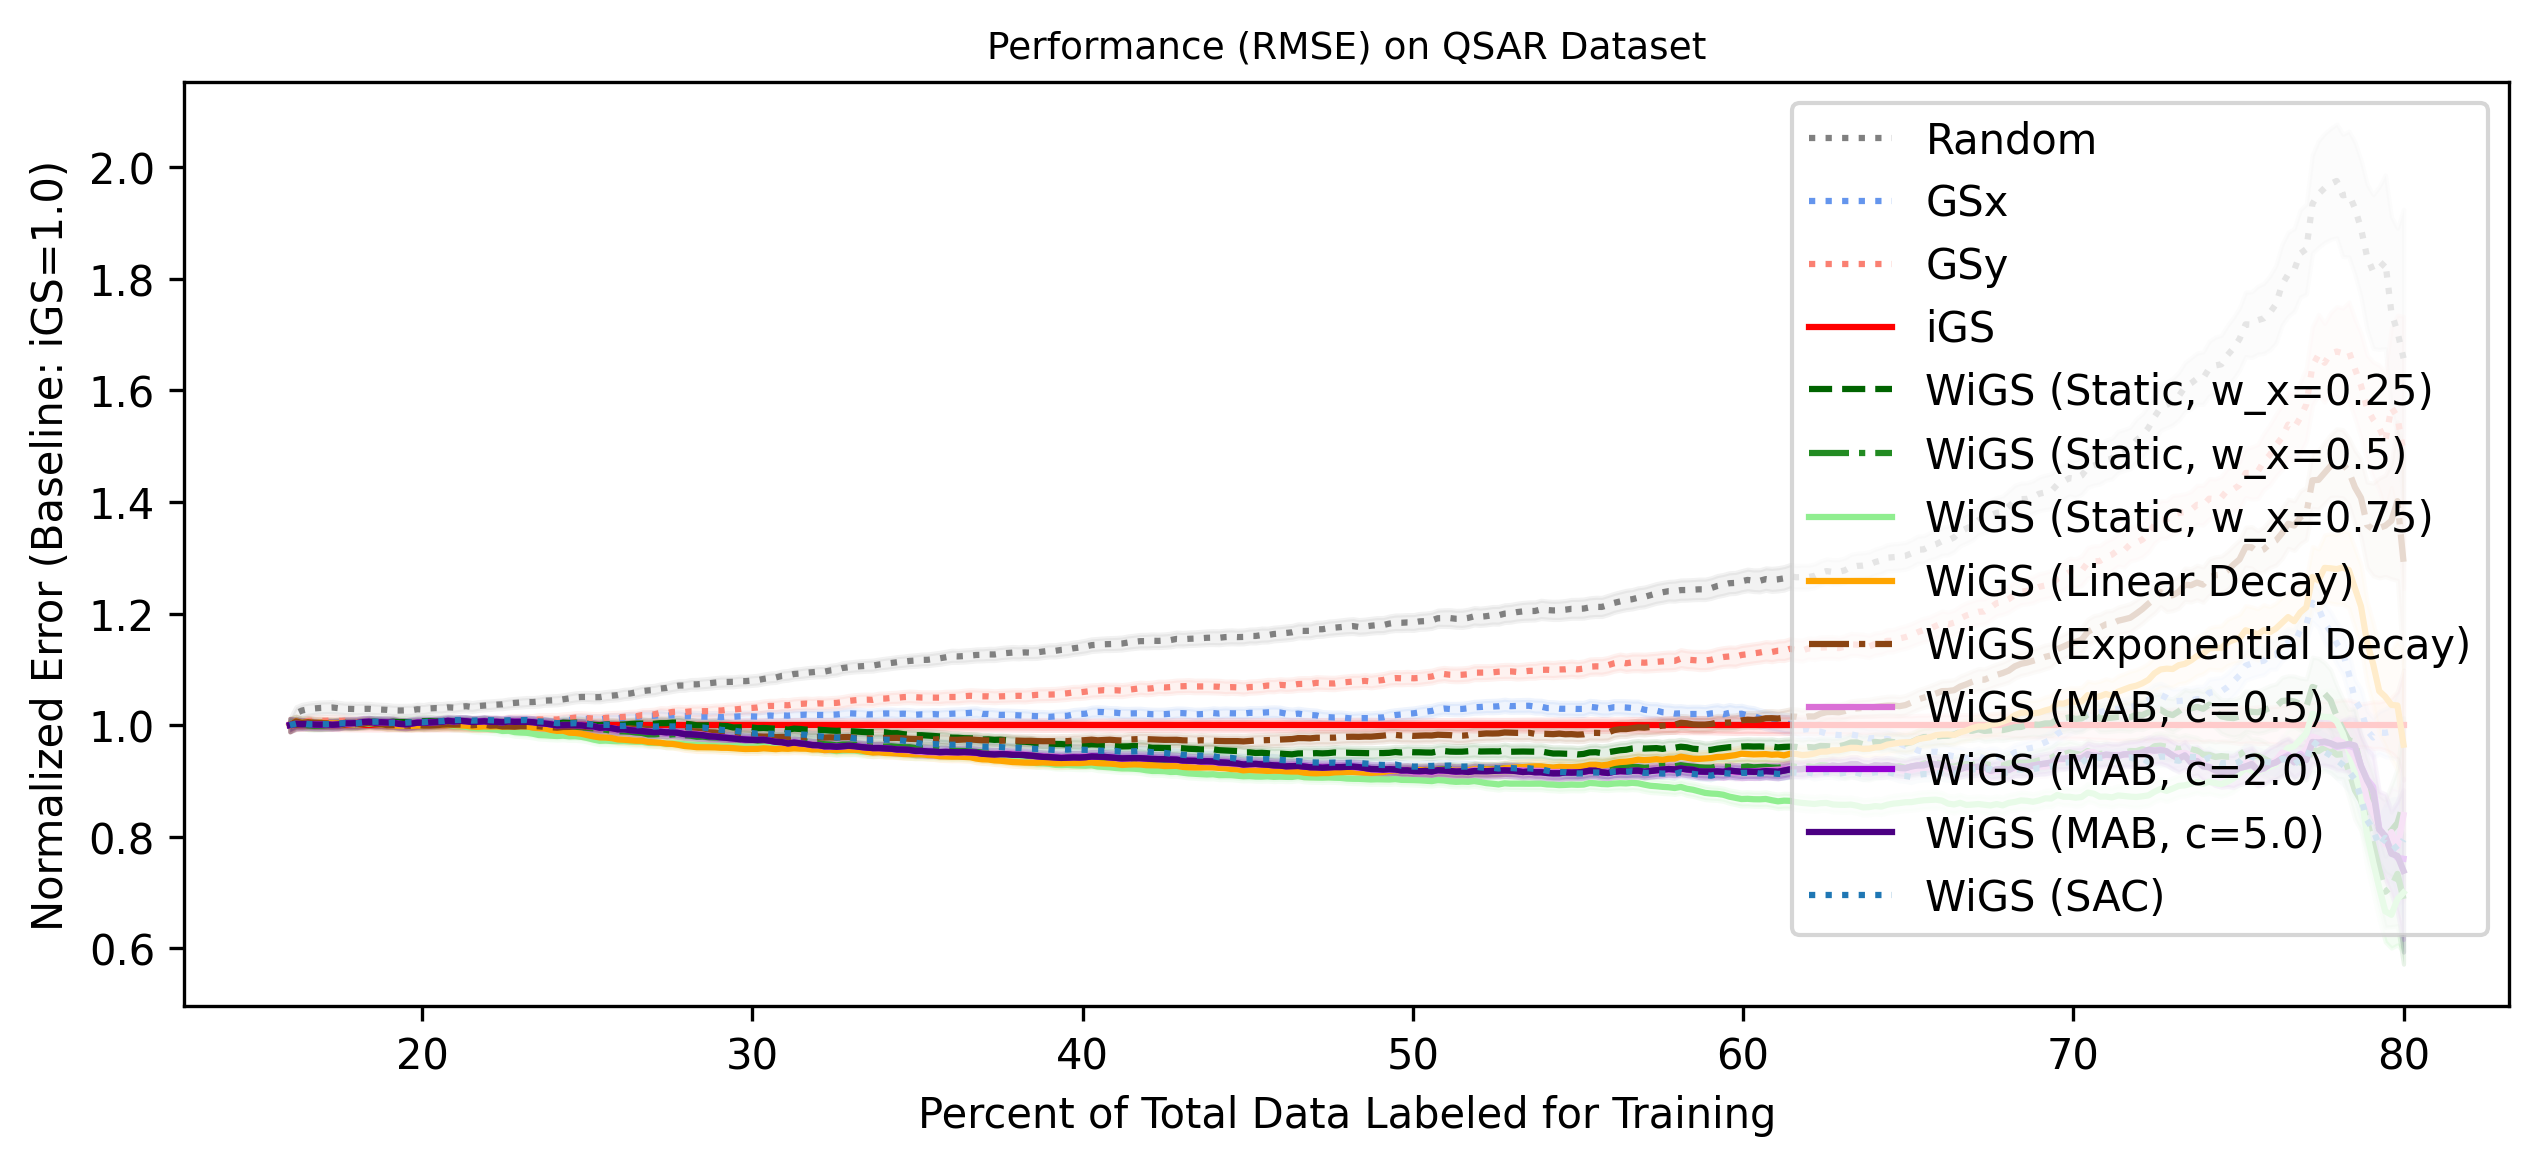 Performance (RMSE) on QSAR Dataset
Normalized Error (Baseline: iGS=1.0)
2.0
1.8
1.6
1.4
1.2
1.0
0.8
0.6
Random
GSx
GSy
iGS
WiGS (Static, w_x=0.25)
WiGS (Static, w_x=0.5)
WiGS (Static, w_x=0.75)
WiGS (Linear Decay)
WiGS (Exponential Decay)
WiGS (MAB, c=0.5)
WiGS (MAB, c=2.0)
WiGS (MAB, c=5.0)
WiGS (SAC)
20 30 40 50 60 70 80
Percent of Total Data Labeled for Training